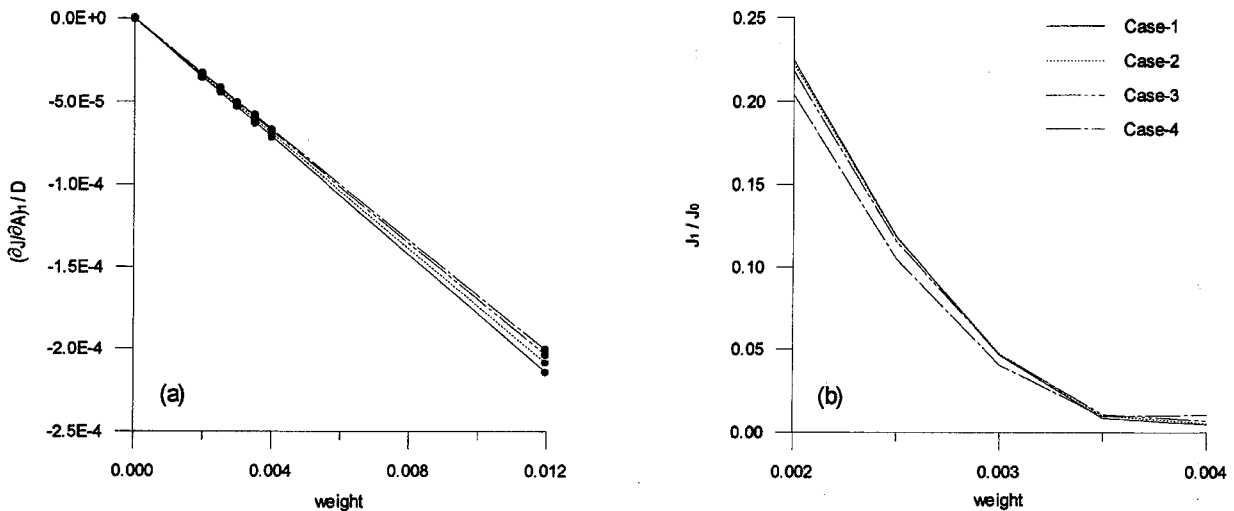 0.0E+0
-5.0E-5
-1.0E-4
-1.5E-4
-2.0E-4
-2.5E-4
(∂J/∂A)₁ / D
(a)
0.000
0.004
0.008
0.012
weight
0.25
0.20
0.15
0.10
0.05
0.00
J₁ / J₀
Case-1
Case-2
Case-3
Case-4
(b)
0.002
0.003
0.004
weight